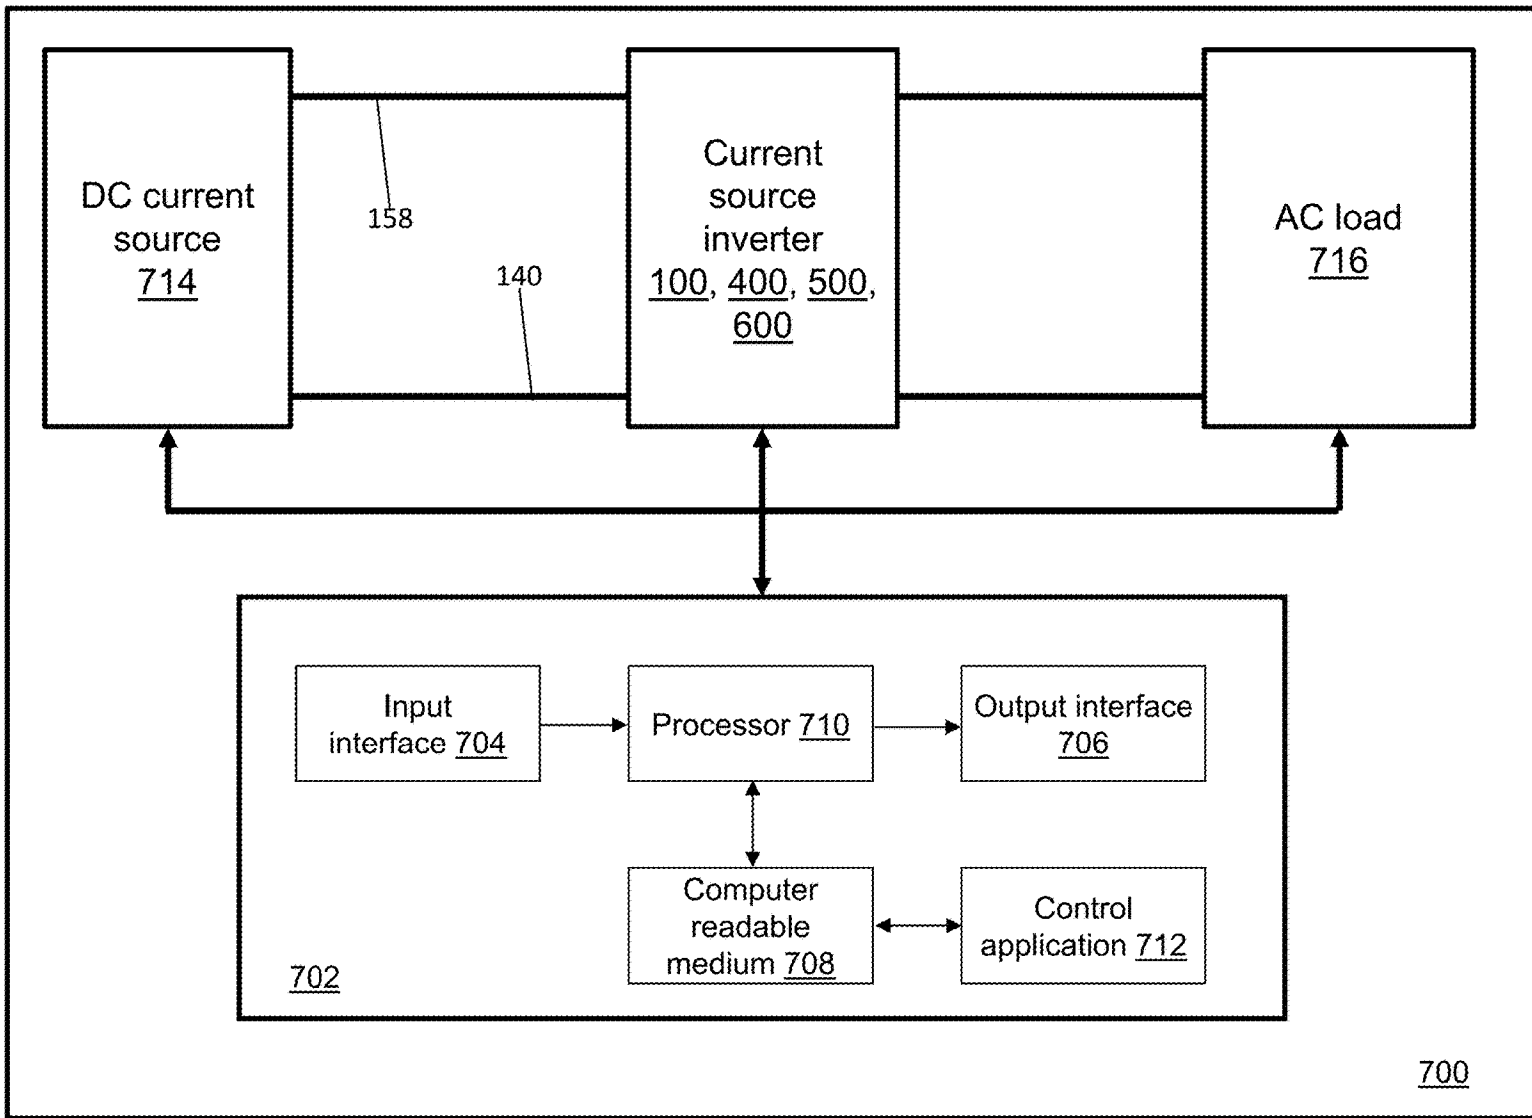 DC current
source
714
158
140
Current
source
inverter
100, 400, 500,
600
AC load
716
Input
interface 704
Processor 710
Output interface
706
Computer
readable
medium 708
Control
application 712
702
700